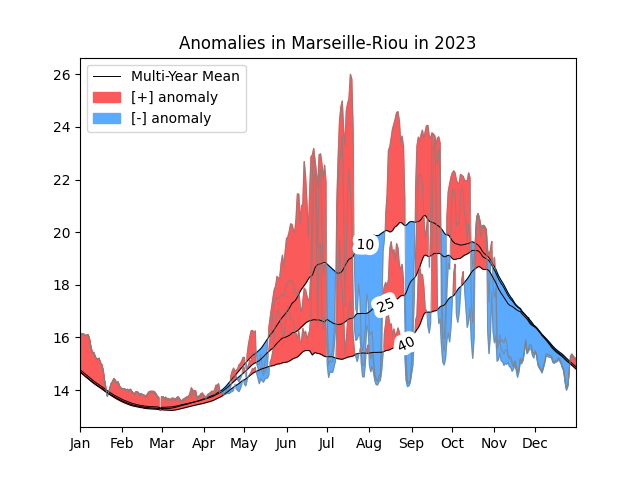 Anomalies in Marseille-Riou in 2023
Multi-Year Mean
[+] anomaly
[-] anomaly
26
24
22
20
18
16
14
10
25
40
Jan Feb Mar Apr May Jun Jul Aug Sep Oct Nov Dec